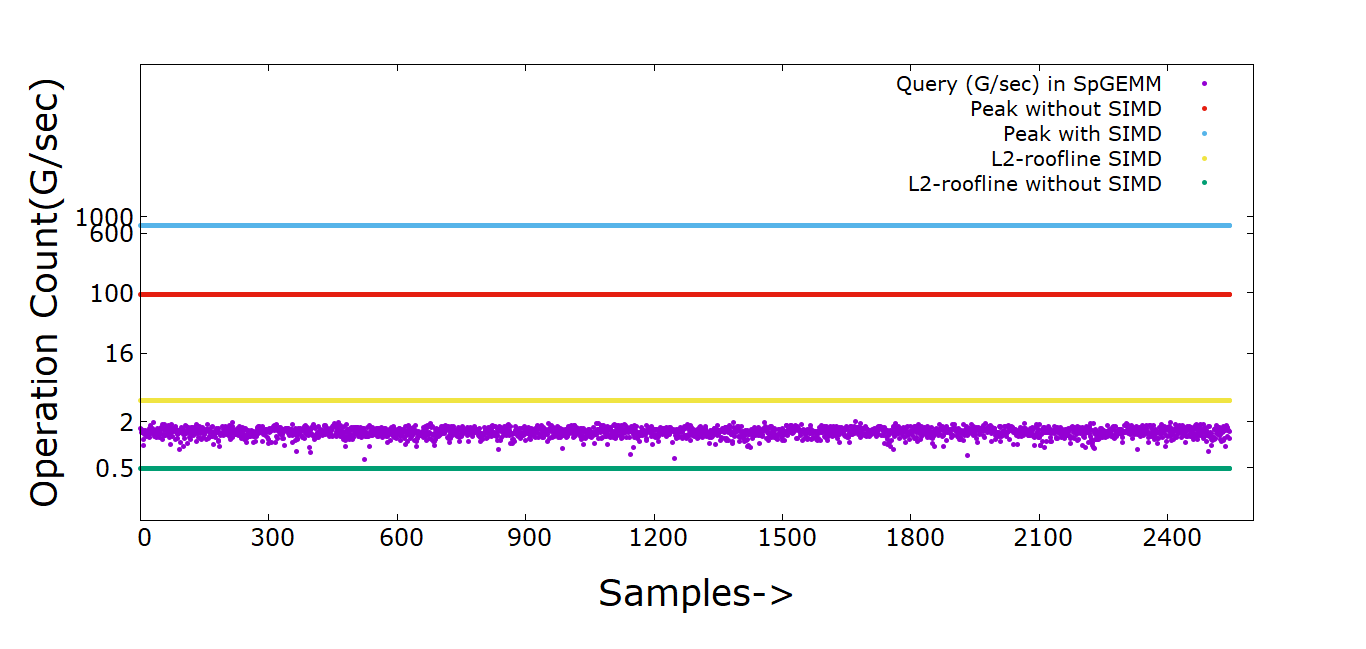 Operation Count(G/sec)
Query (G/sec) in SpGEMM
Peak without SIMD
Peak with SIMD
L2-roofline SIMD
L2-roofline without SIMD
1000
600
100
16
2
0.5
0 300 600 900 1200 1500 1800 2100 2400
Samples->